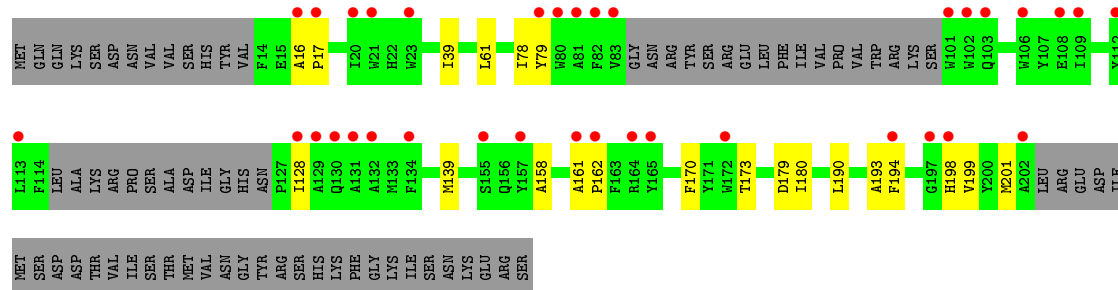 MET GLN GLN LYS SER ASP ASN VAL VAL SER HIS TYR VAL F14 E15 A16 P17 I20 W21 H22 W23 I39 L61 I78 Y79 W80 A81 F82 V83 GLY ASN ARG TYR SER ARG GLU LEU PHE ILE VAL PRO VAL TRP ARG LYS SER W101 W102 Q103 W106 Y107 E108 I109
L113 F114 LEU ALA LYS ARG PRO SER HIS ALA ASP ILE GLY HIS ASN P127 I128 A129 Q130 A131 A132 M133 F134 M139 S155 Q156 Y157 A158 A161 P162 F163 R164 Y165 F170 Y171 W172 T173 D179 I180 L190 A193 F194 G197 H198 V199 Y200 M201 A202 LEU ARG GLU ASP ILE
MET SER ASP ASP THR VAL ILE SER THR MET VAL ASN GLY TYR ARG SER HIS LYS PHE GLY LYS ILE SER ASN LYS GLU ARG SER